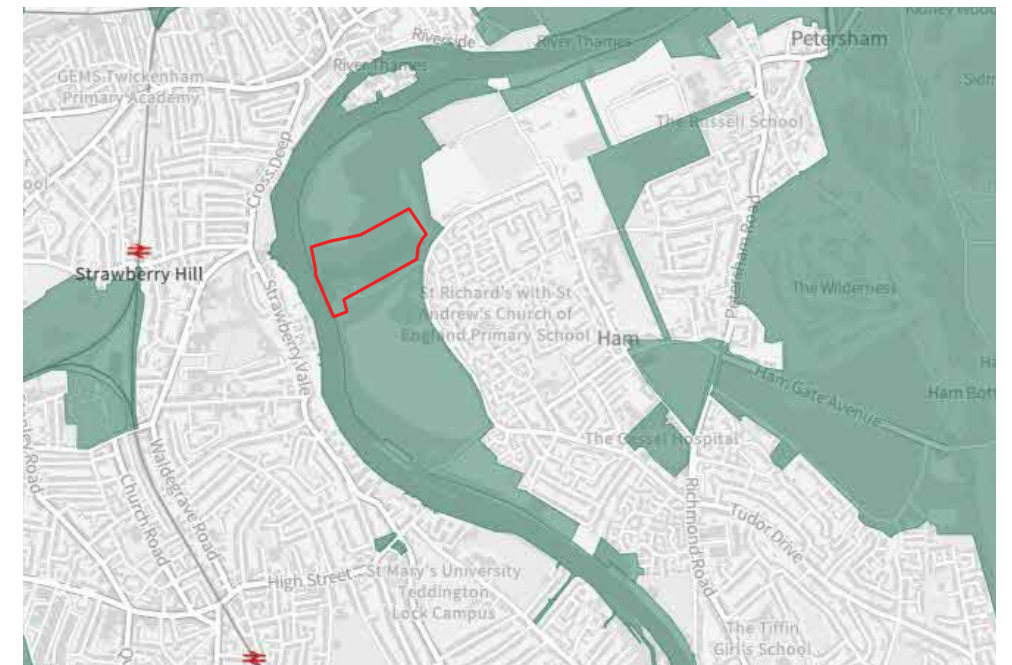 Riverside
River Thames
River Thames
Petersham
GEMS Twickenham
Primary Academy
The Russell School
Cross Deep
Strawberry Hill
Strawberry Vale
St Richard's with St
Andrew's Church of
England Primary School
Ham
Petersham Road
The Wilderness
Ham Gate Avenue
Ham Bott
The Cassel Hospital
Waldegrave Road
Church Road
Richmond Road
Tudor Drive
High Street
St Mary's University
Teddington
Lock Campus
The Tiffin
Girl's School